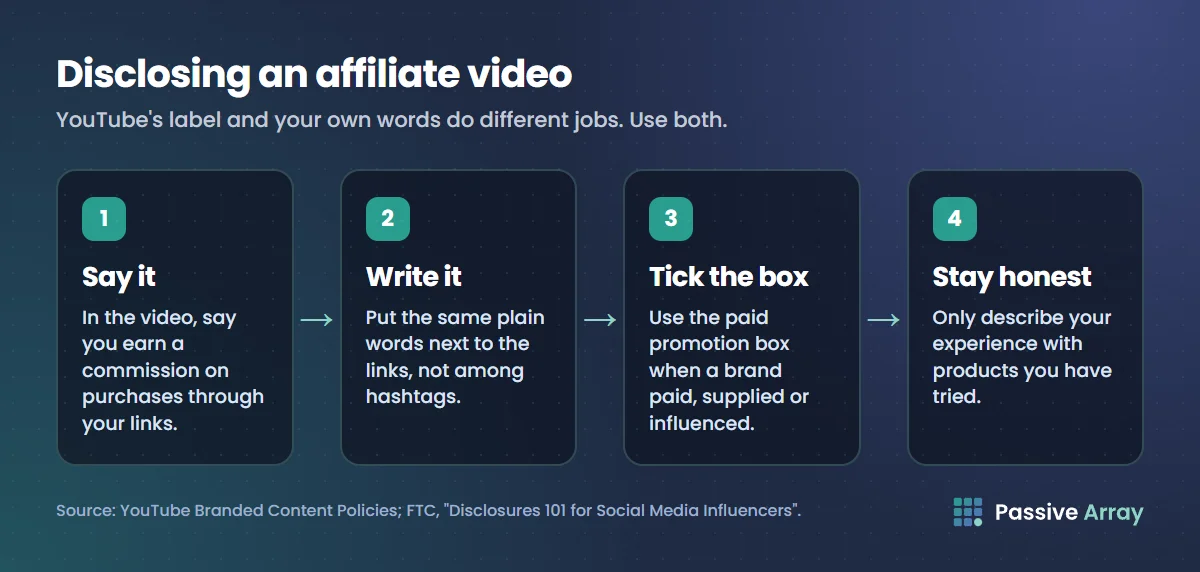 Disclosing an affiliate video
YouTube's label and your own words do different jobs. Use both.
1
Say it
In the video, say
you earn a
commission on
purchases through
your links.
→
2
Write it
Put the same plain
words next to the
links, not among
hashtags.
→
3
Tick the box
Use the paid
promotion box
when a brand
paid, supplied or
influenced.
→
4
Stay honest
Only describe your
experience with
products you have
tried.
Source: YouTube Branded Content Policies; FTC, "Disclosures 101 for Social Media Influencers".
Passive Array